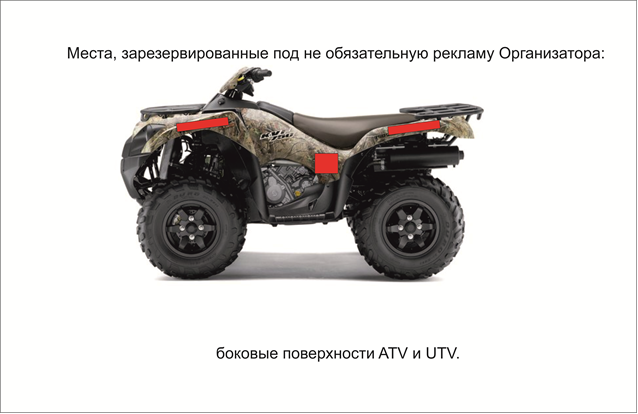 Места, зарезервированные под не обязательную рекламу Организатора:
боковые поверхности ATV и UTV.